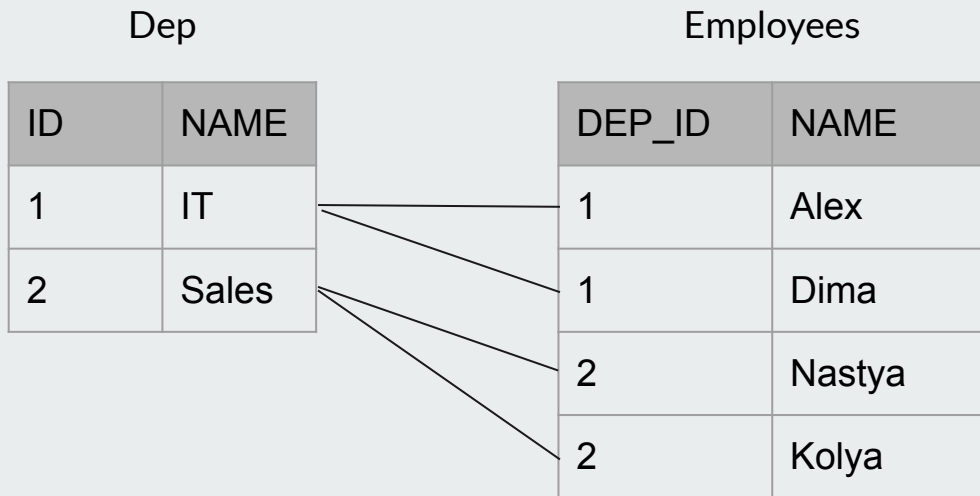 Dep
ID NAME
1 IT
2 Sales
Employees
DEP_ID NAME
1 Alex
1 Dima
2 Nastya
2 Kolya